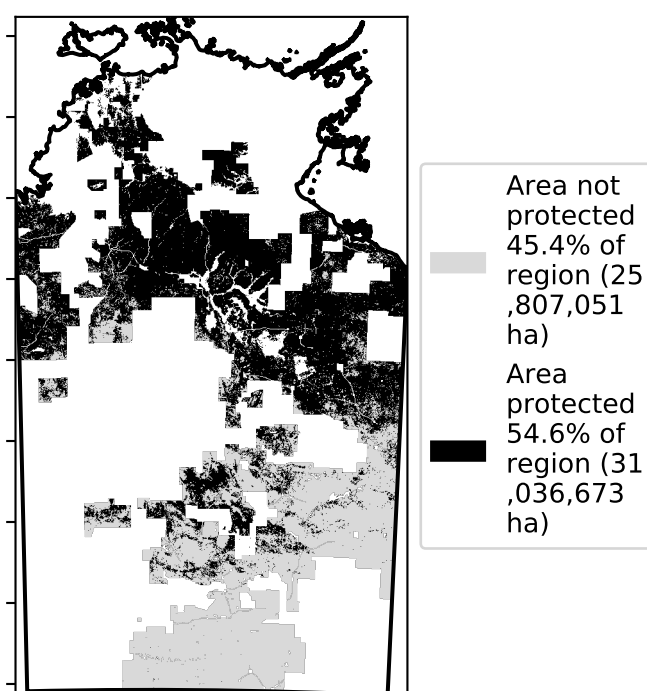 Area not
protected
45.4% of
region (25
,807,051
ha)
Area
protected
54.6% of
region (31
,036,673
ha)